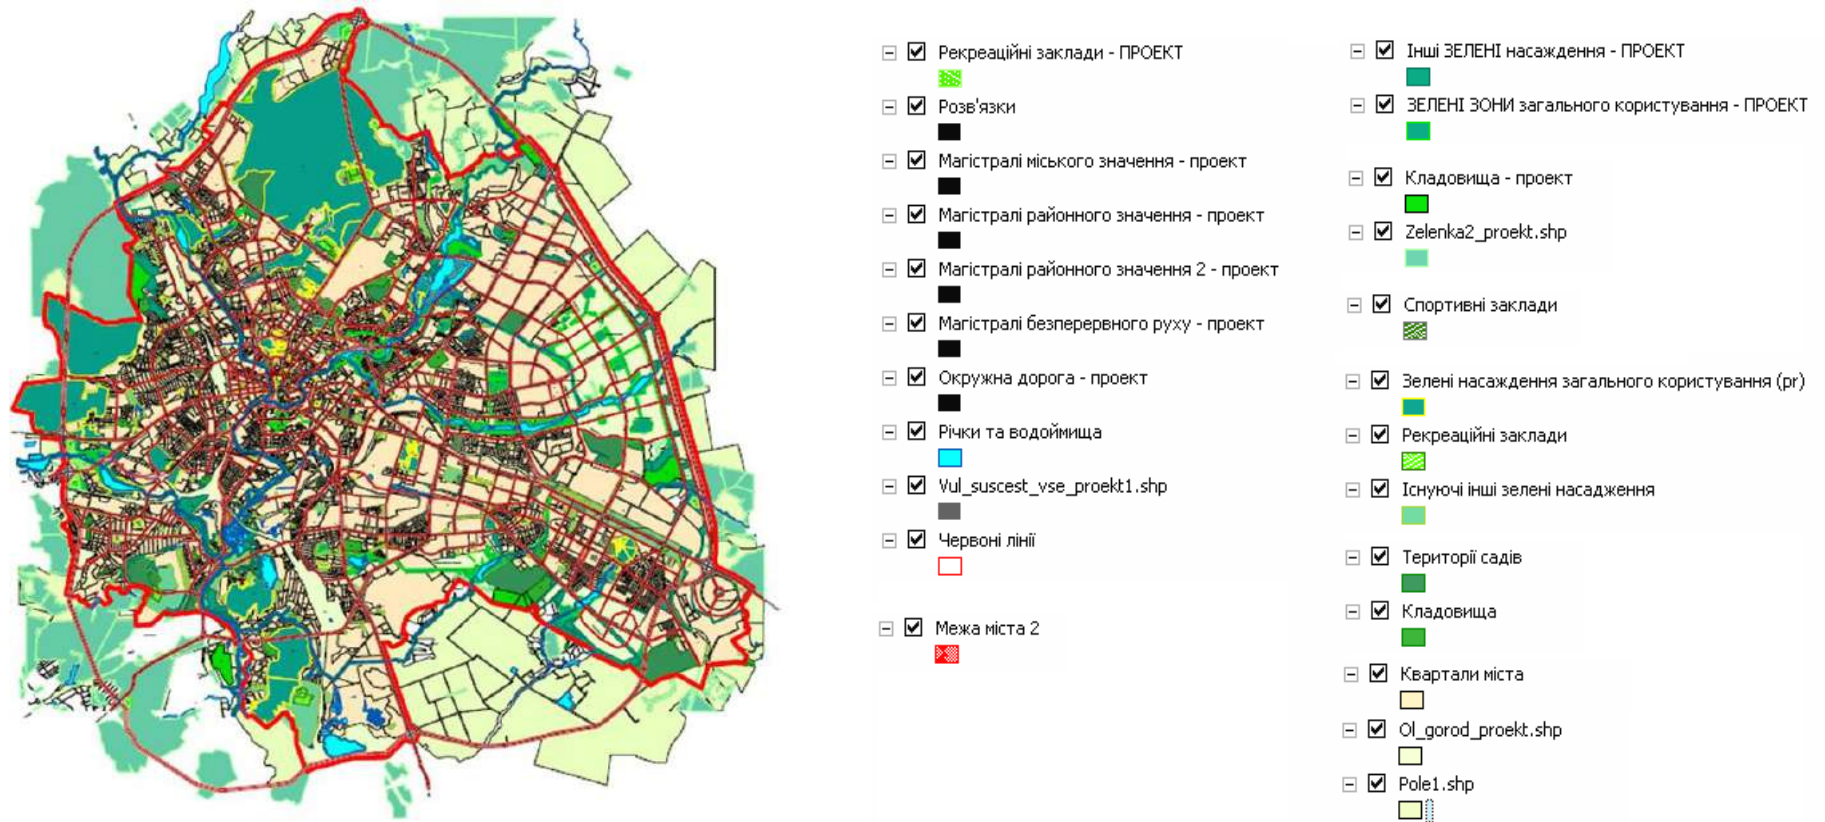 Рекреаційні заклади - ПРОЕКТ
Розв'язки
Магістралі міського значення - проект
Магістралі районного значення - проект
Магістралі районного значення 2 - проект
Магістралі безперервного руху - проект
Окружна дорога - проект
Річки та водоймища
Vul_suscest_vse_proekt1.shp
Червоні лінії
Межа міста 2
Інші ЗЕЛЕНІ насаждення - ПРОЕКТ
ЗЕЛЕНІ ЗОНИ загального користування - ПРОЕКТ
Кладовища - проект
Zelenka2_proekt.shp
Спортивні заклади
Зелені насаждення загального користування (pr)
Рекреаційні заклади
Існуючі інші зелені насадження
Території садів
Кладовища
Квартали міста
Ol_gorod_proekt.shp
Pole1.shp